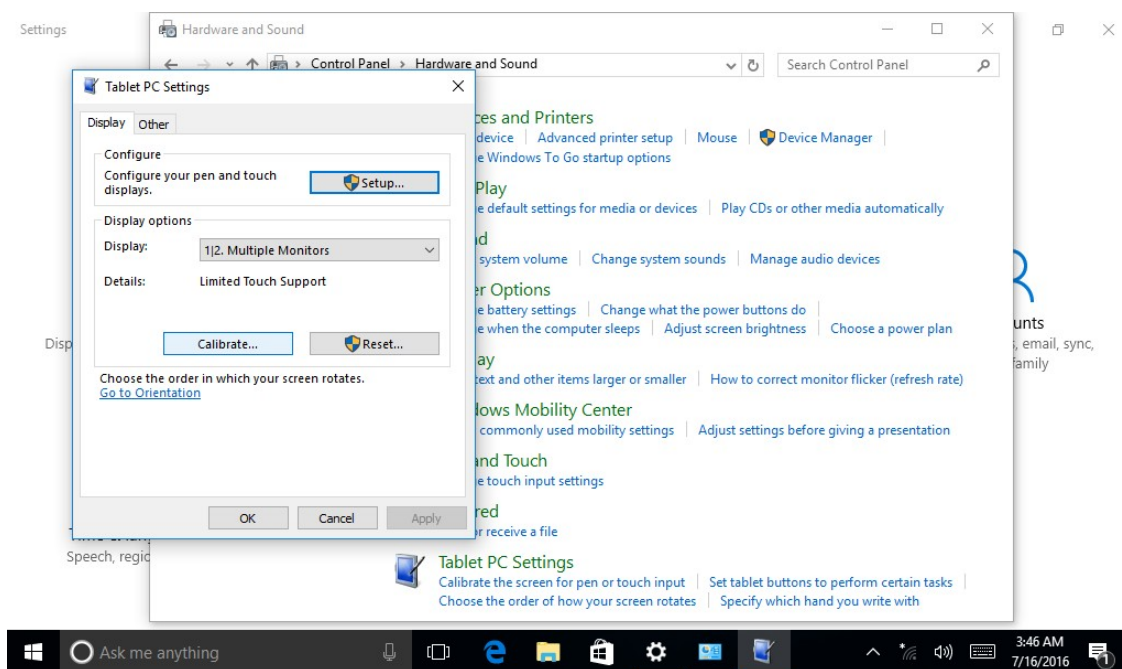 Settings
Hardware and Sound
Control Panel > Hardware and Sound
Search Control Panel
Tablet PC Settings
Display Other
Configure
Configure your pen and touch
displays.
Setup...
Display options
Display: 1|2. Multiple Monitors
Details: Limited Touch Support
Calibrate... Reset...
Choose the order in which your screen rotates.
Go to Orientation
OK Cancel Apply
and Printers
device Advanced printer setup Mouse Device Manager
Windows To Go startup options
Play
default settings for media or devices Play CDs or other media automatically
system volume Change system sounds Manage audio devices
Options
battery settings Change what the power buttons do
when the computer sleeps Adjust screen brightness Choose a power plan
text and other items larger or smaller How to correct monitor flicker (refresh rate)
Mobility Center
commonly used mobility settings Adjust settings before giving a presentation
and Touch
touch input settings
receive a file
Tablet PC Settings
Calibrate the screen for pen or touch input Set tablet buttons to perform certain tasks
Choose the order of how your screen rotates Specify which hand you write with
Disp
Speech, regio
unts
, email, sync,
family
Ask me anything
3:46 AM
7/16/2016
1